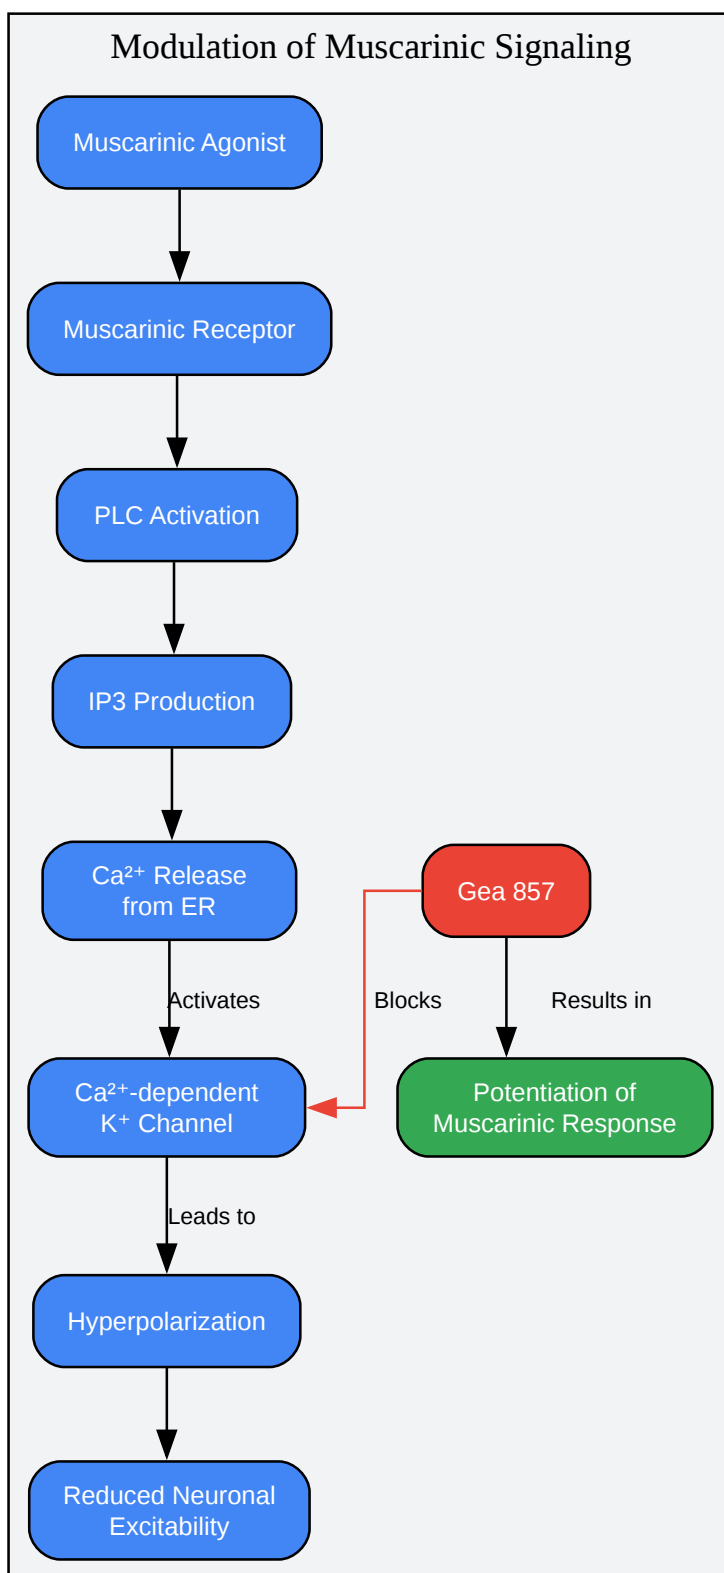 Modulation of Muscarinic Signaling
Muscarinic Agonist
Muscarinic Receptor
PLC Activation
IP3 Production
Ca²⁺ Release
from ER
Gea 857
Activates
Blocks
Results in
Ca²⁺-dependent
K⁺ Channel
Potentiation of
Muscarinic Response
Leads to
Hyperpolarization
Reduced Neuronal
Excitability